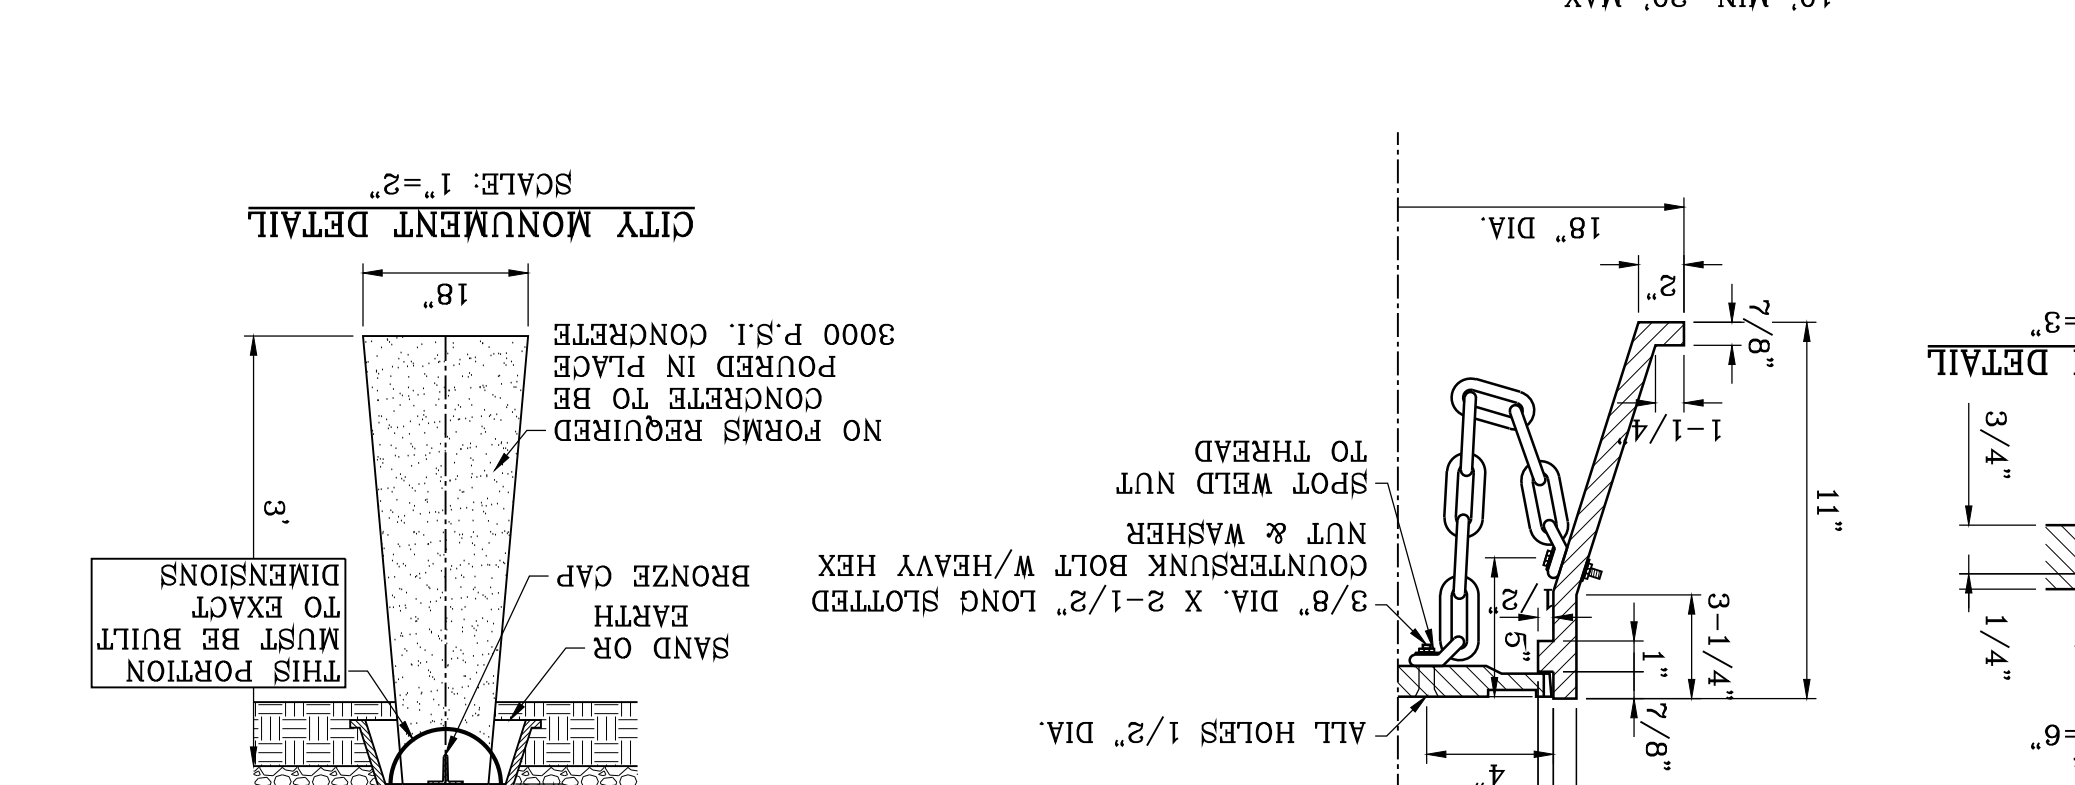 =6"
1/4"
3/4"
DETAIL
=3"
4"
7/8"
ALL HOLES 1/2" DIA.
1"
3-1/4"
5"
1/2"
3/8" DIA. X 2-1/2" LONG SLOTTED
COUNTERSUNK BOLT W/HEAVY HEX
NUT & WASHER
SPOT WELD NUT
TO THREAD
11"
1-1/4"
7/8"
2"
18" DIA.
SAND OR
EARTH
BRONZE CAP
THIS PORTION
MUST BE BUILT
TO EXACT
DIMENSIONS
3'
NO FORMS REQUIRED
CONCRETE TO BE
POURED IN PLACE
3000 P.S.I. CONCRETE
18"
CITY MONUMENT DETAIL
SCALE: 1"=2"